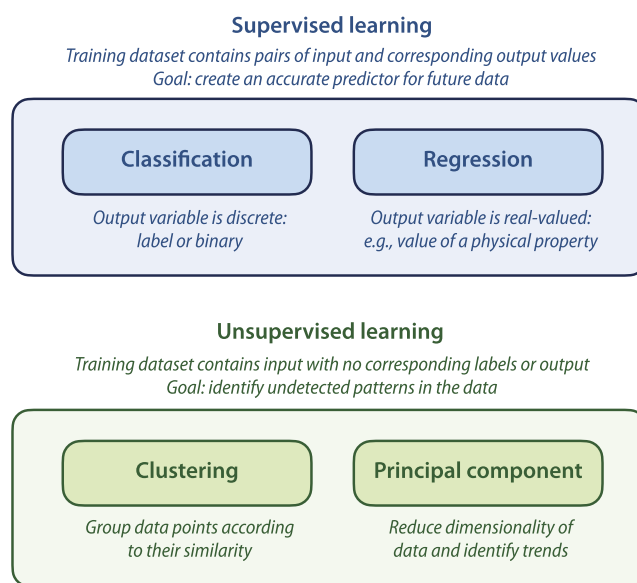 Supervised learning
Training dataset contains pairs of input and corresponding output values
Goal: create an accurate predictor for future data
Classification
Regression
Output variable is discrete:
label or binary
Output variable is real-valued:
e.g., value of a physical property
Unsupervised learning
Training dataset contains input with no corresponding labels or output
Goal: identify undetected patterns in the data
Clustering
Principal component
Group data points according
to their similarity
Reduce dimensionality of
data and identify trends